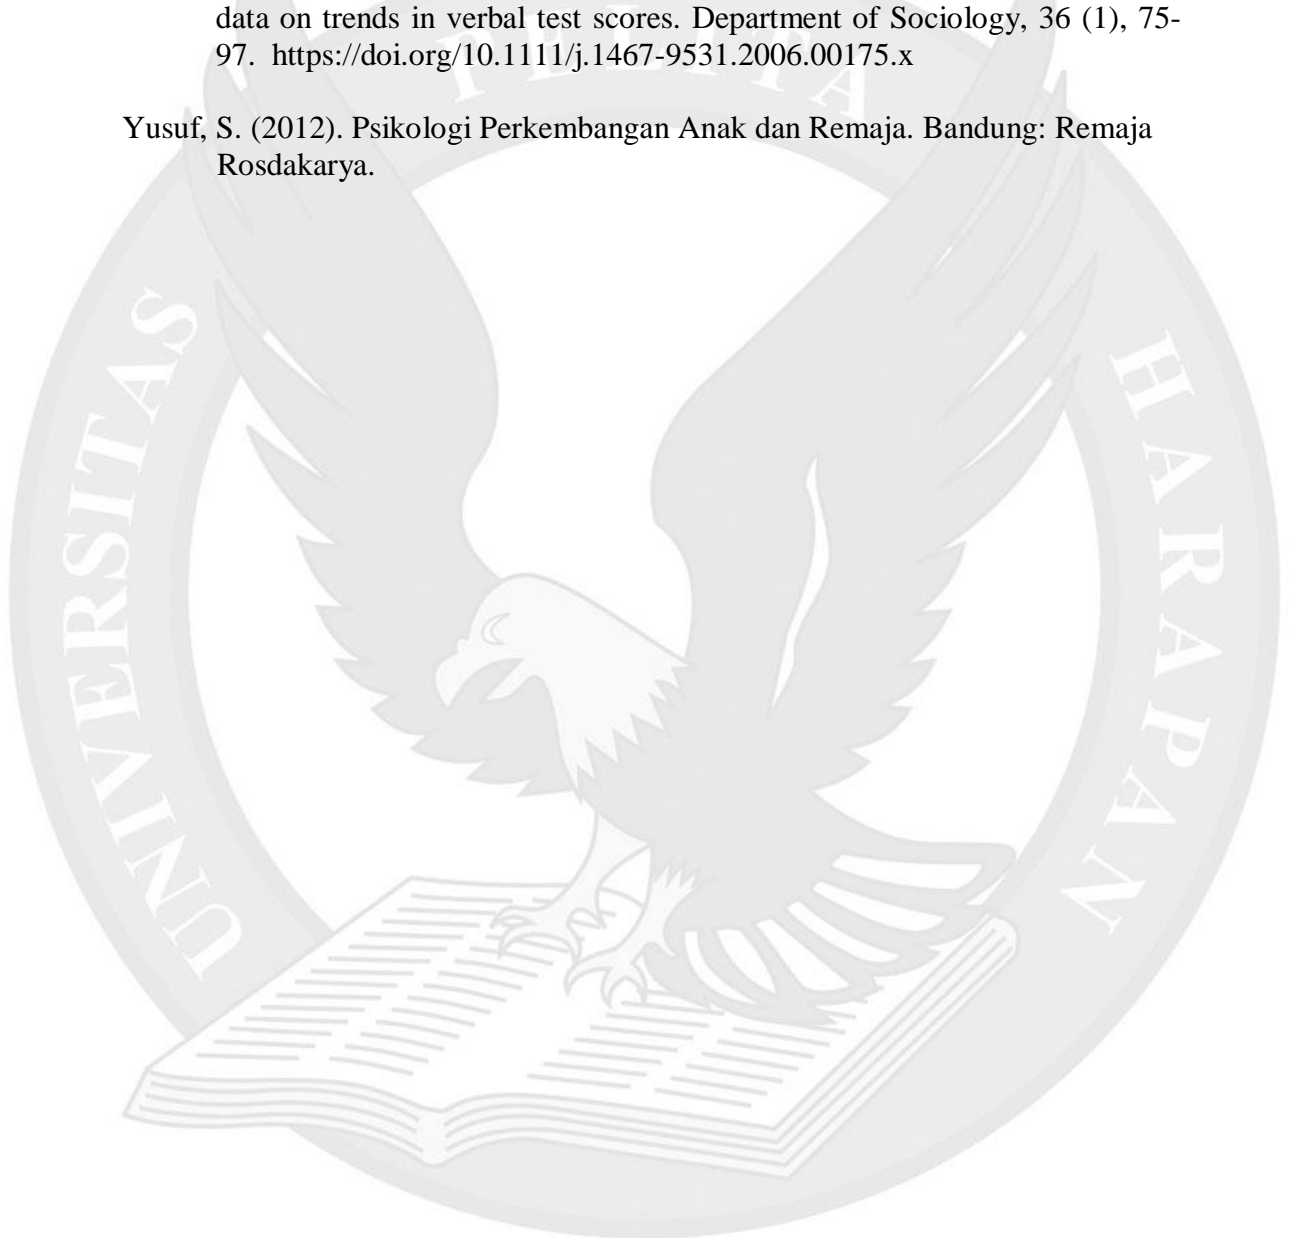 data on trends in verbal test scores. Department of Sociology, 36 (1), 75-
97. https://doi.org/10.1111/j.1467-9531.2006.00175.x
Yusuf, S. (2012). Psikologi Perkembangan Anak dan Remaja. Bandung: Remaja
Rosdakarya.
UNIVERSITAS
PELITA
HARAPAN